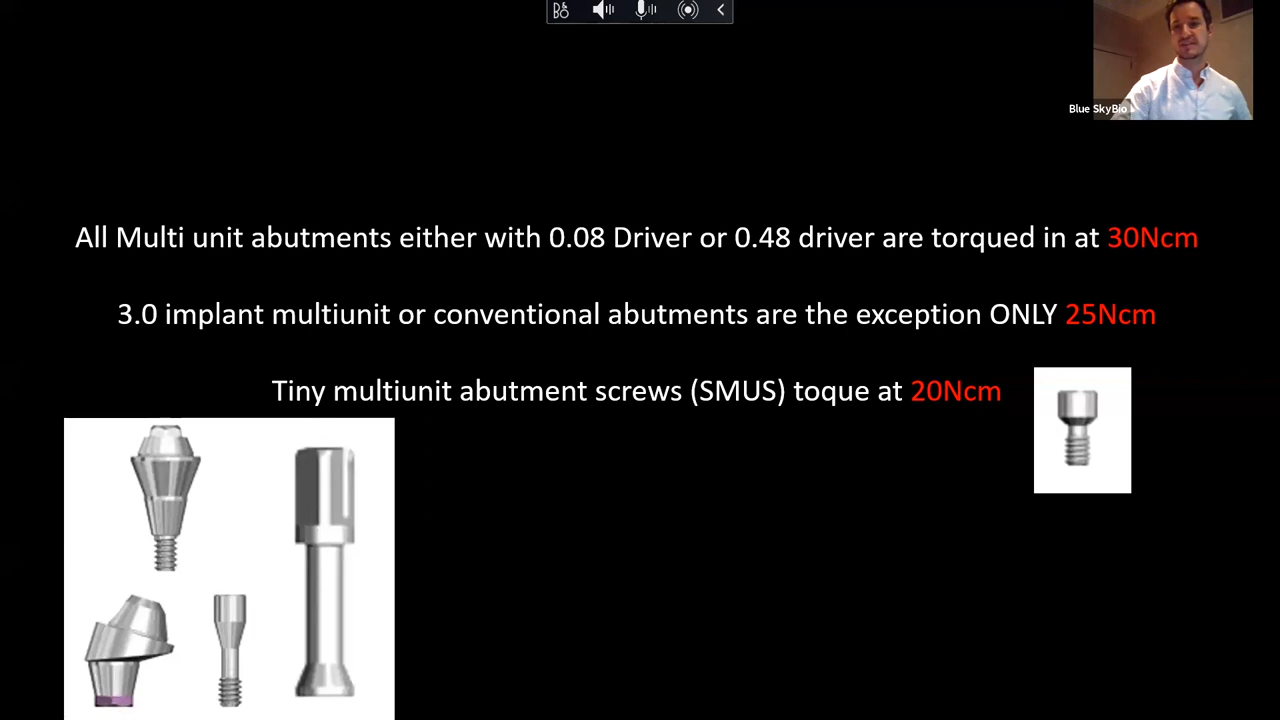 Blue SkyBio
All Multi unit abutments either with 0.08 Driver or 0.48 driver are torqued in at 30Ncm
3.0 implant multiunit or conventional abutments are the exception ONLY 25Ncm
Tiny multiunit abutment screws (SMUS) toque at 20Ncm